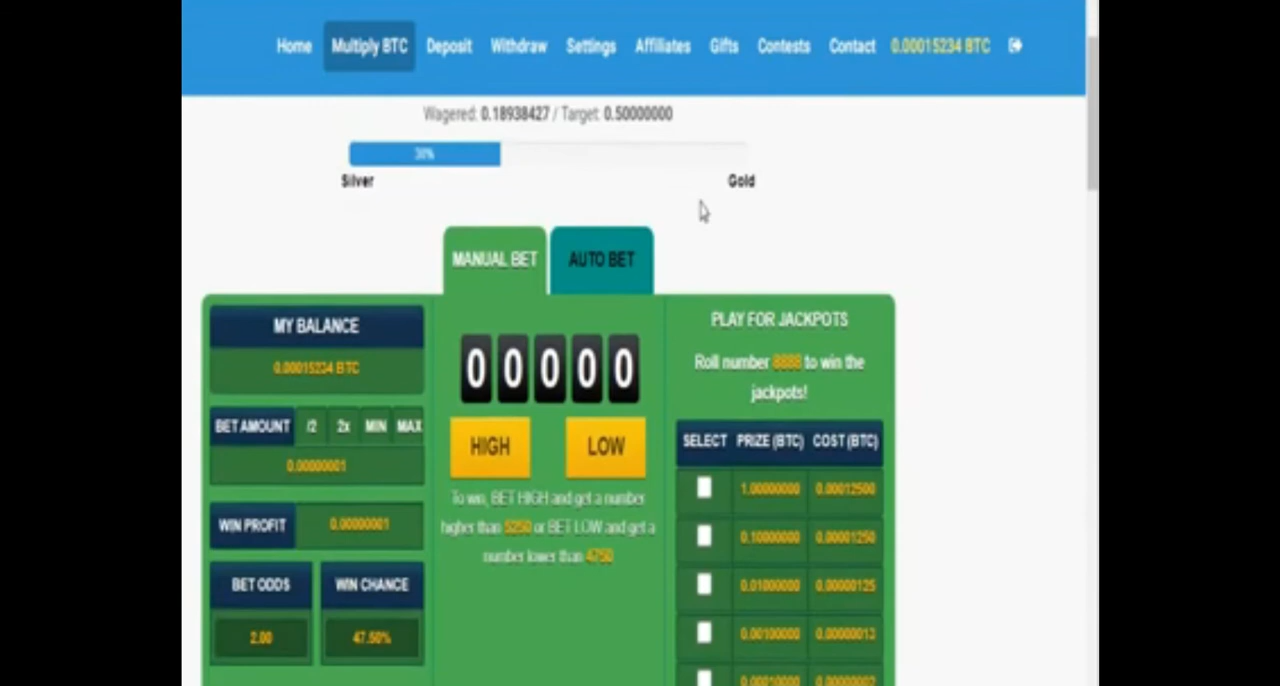 Home Multiply BTC Deposit Withdraw Settings Affiliates Gifts Contests Contact 0.00015234 BTC
Wagered: 0.18938427 / Target: 0.50000000
Silver Gold
MANUAL BET AUTO BET
MY BALANCE
0.00015234 BTC
BET AMOUNT /2 2x MIN MAX
0.00000001
WIN PROFIT 0.00000001
BET ODDS WIN CHANCE
2.00 47.50%
00000
HIGH LOW
To win, BET HIGH and get a number
higher than 5250 or BET LOW and get a
number lower than 4750
PLAY FOR JACKPOTS
Roll number 8888 to win the
jackpots!
SELECT PRIZE (BTC) COST (BTC)
1.00000000 0.00012500
0.10000000 0.00001250
0.01000000 0.00000125
0.00100000 0.00000013
0.00010000 0.00000002